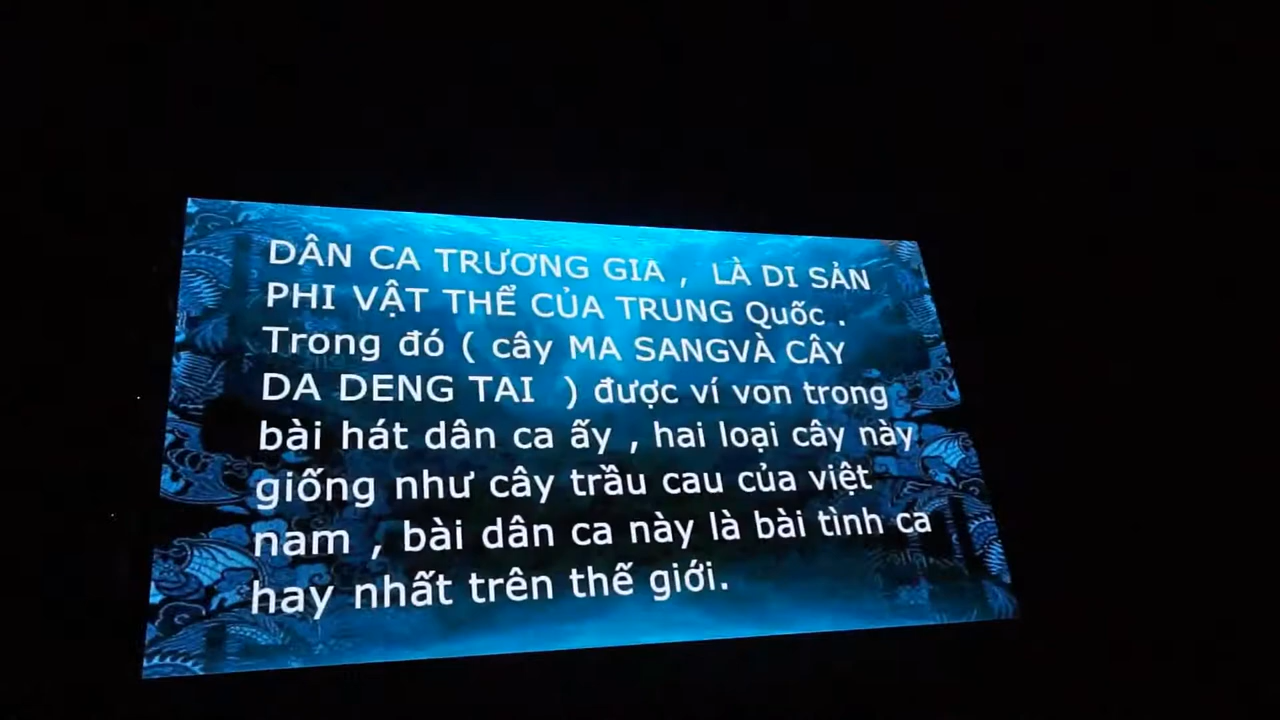 DÂN CA TRƯƠNG GIA , LÀ DI SẢN
PHI VẬT THỂ CỦA TRUNG Quốc .
Trong đó ( cây MA SANGVÀ CÂY
DA DENG TAI ) được ví von trong
bài hát dân ca ấy , hai loại cây này
giống như cây trầu cau của việt
nam , bài dân ca này là bài tình ca
hay nhất trên thế giới.